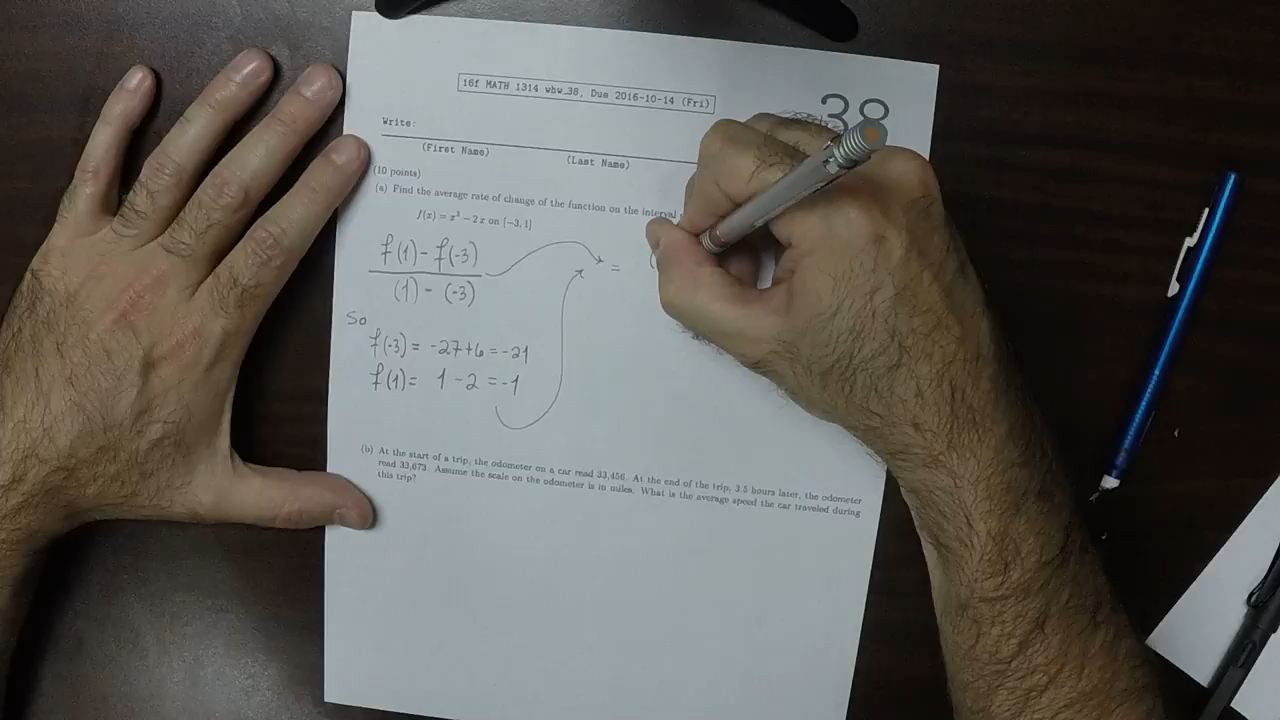 16f MATH 1314 whw_38, Due 2016-10-14 (Fri)
38
Write:
(First Name) (Last Name)
(10 points)
(a) Find the average rate of change of the function on the interval
f(x) = x³ − 2x on [−3, 1]
f(1) - f(-3)
(1) - (-3)
=
(
So
f(-3) = -27+6 = -21
f(1) = 1 - 2 = -1
(b) At the start of a trip, the odometer on a car read 33,456. At the end of the trip, 3.5 hours later, the odometer
read 33,673. Assume the scale on the odometer is in miles. What is the average speed the car traveled during
this trip?